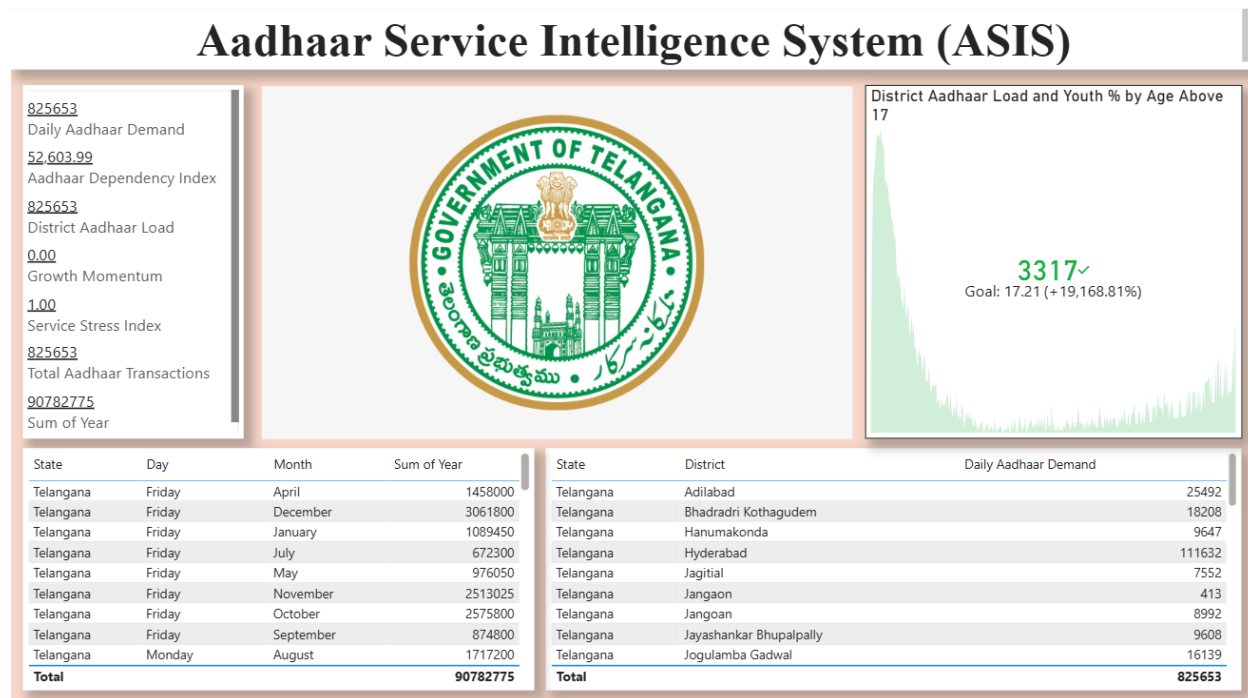 Aadhaar Service Intelligence System (ASIS)
825653
Daily Aadhaar Demand
52,603.99
Aadhaar Dependency Index
825653
District Aadhaar Load
0.00
Growth Momentum
1.00
Service Stress Index
825653
Total Aadhaar Transactions
90782775
Sum of Year
GOVERNMENT OF TELANGANA
తెలంగాణ ప్రభుత్వము
حکومت تلنگانہ سرکار
District Aadhaar Load and Youth % by Age Above
17
3317
Goal: 17.21 (+19,168.81%)
State Day Month Sum of Year
Telangana Friday April 1458000
Telangana Friday December 3061800
Telangana Friday January 1089450
Telangana Friday July 672300
Telangana Friday May 976050
Telangana Friday November 2513025
Telangana Friday October 2575800
Telangana Friday September 874800
Telangana Monday August 1717200
Total 90782775
State District Daily Aadhaar Demand
Telangana Adilabad 25492
Telangana Bhadradri Kothagudem 18208
Telangana Hanumakonda 9647
Telangana Hyderabad 111632
Telangana Jagitial 7552
Telangana Jangaon 413
Telangana Jangoan 8992
Telangana Jayashankar Bhupalpally 9608
Telangana Jogulamba Gadwal 16139
Total 825653